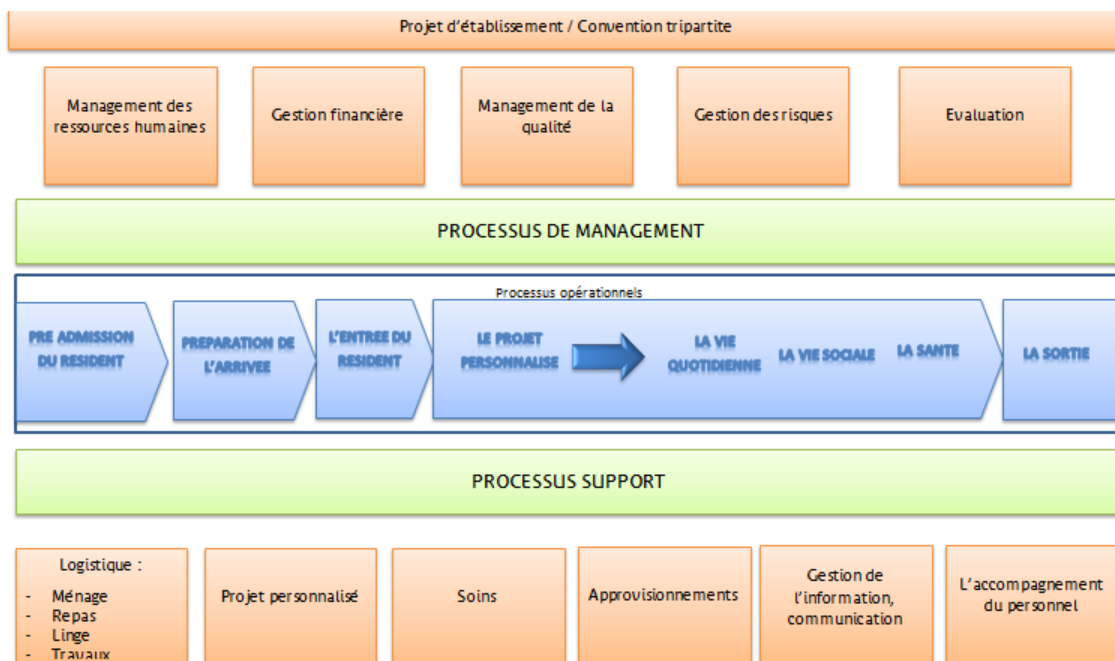 Projet d'établissement / Convention tripartite
Management des
ressources humaines
Gestion financière
Management de la
qualité
Gestion des risques
Evaluation
PROCESSUS DE MANAGEMENT
Processus opérationnels
PRE ADMISSION
DU RESIDENT
PREPARATION DE
L'ARRIVEE
L'ENTREE DU
RESIDENT
LE PROJET
PERSONNALISE
LA VIE
QUOTIDIENNE
LA VIE SOCIALE
LA SANTE
LA SORTIE
PROCESSUS SUPPORT
Logistique :
- Ménage
- Repas
- Linge
- Travaux
Projet personnalisé
Soins
Approvisionnements
Gestion de
l'information,
communication
L'accompagnement
du personnel